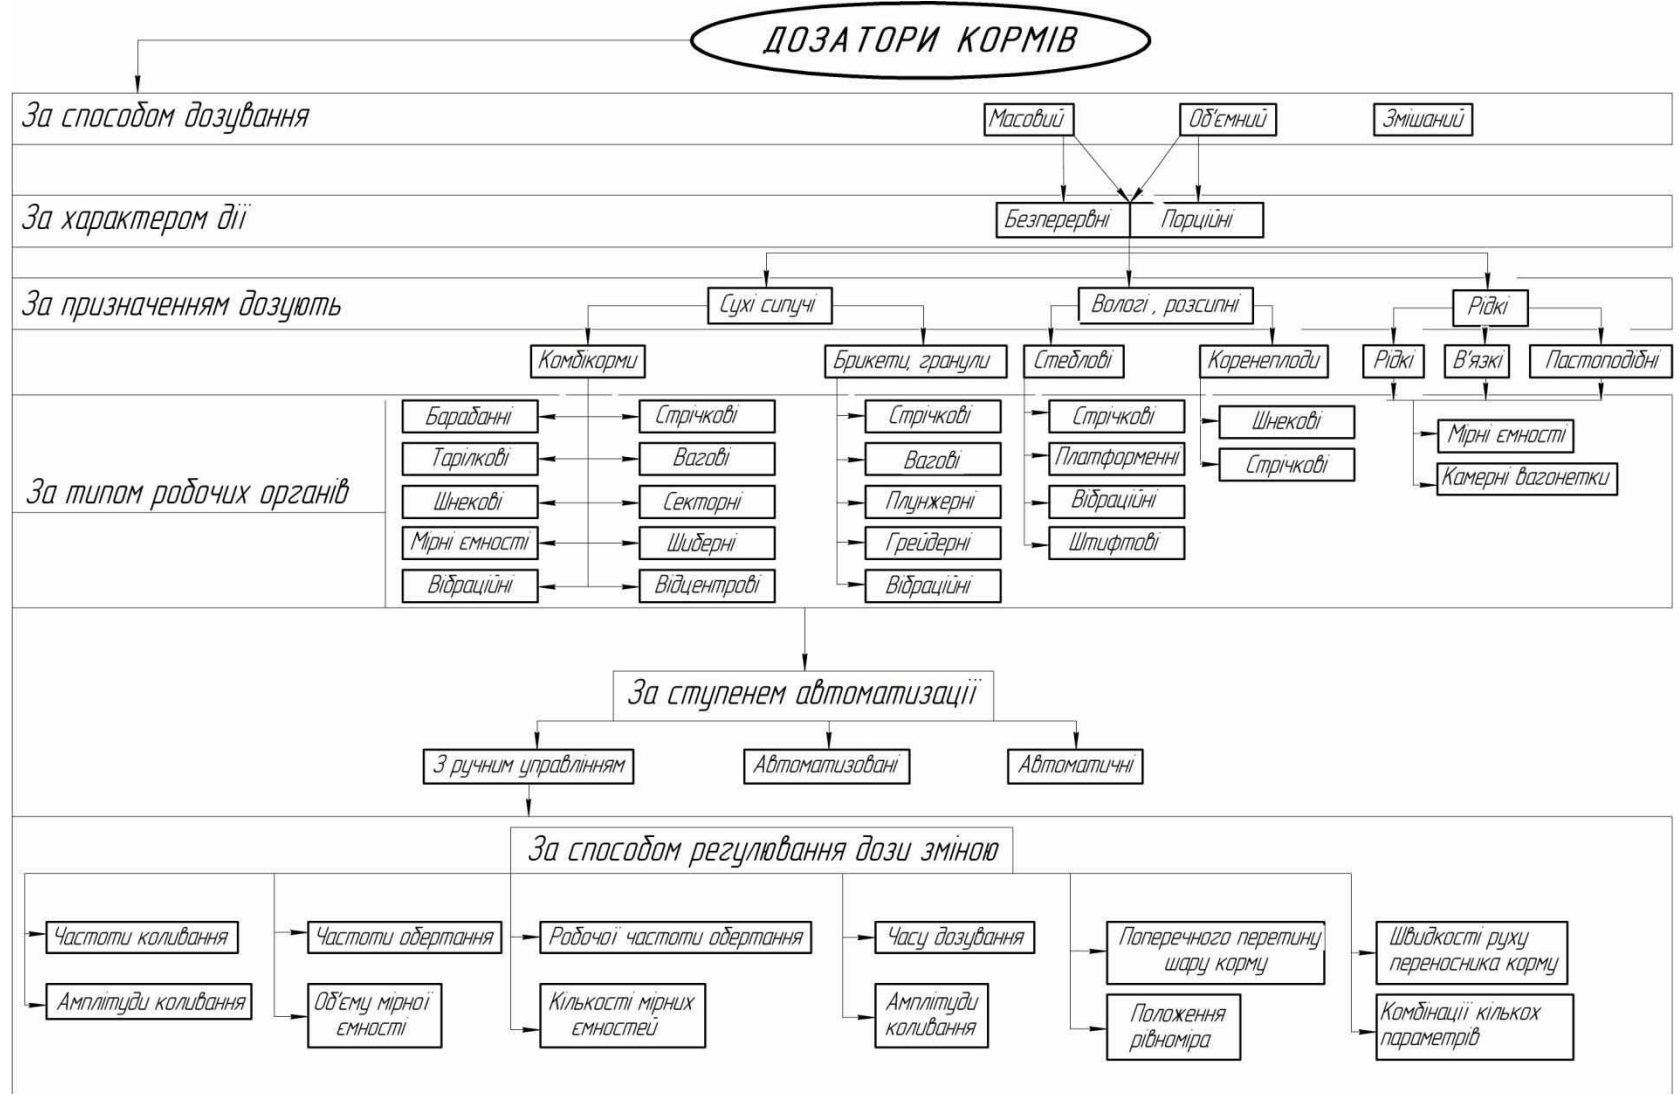 ДОЗАТОРИ КОРМІВ
За способом дозування
Масовий
Об'ємний
Змішаний
За характером дії
Безперервні
Порційні
За призначенням дозують
Сухі сипучі
Вологі , розсипні
Рідкі
Комбікорми
Брикети, гранули
Стеблові
Коренеплоди
Рідкі
В'язкі
Пастоподібні
За типом робочих органів
Барабанні
Стрічкові
Стрічкові
Стрічкові
Шнекові
Мірні ємності
Тарілкові
Вагові
Вагові
Платформенні
Стрічкові
Камерні вагонетки
Шнекові
Секторні
Плунжерні
Вібраційні
Мірні ємності
Шиберні
Грейдерні
Штифтові
Вібраційні
Відцентрові
Вібраційні
За ступенем автоматизації
З ручним управлінням
Автоматизовані
Автоматичні
За способом регулювання дози зміною
Частоти коливання
Частоти обертання
Робочої частоти обертання
Часу дозування
Поперечного перетину
шару корму
Швидкості руху
переносника корму
Амплітуди коливання
Об'єму мірної
ємності
Кількості мірних
ємностей
Амплітуди
коливання
Положення
рівноміра
Комбінації кількох
параметрів